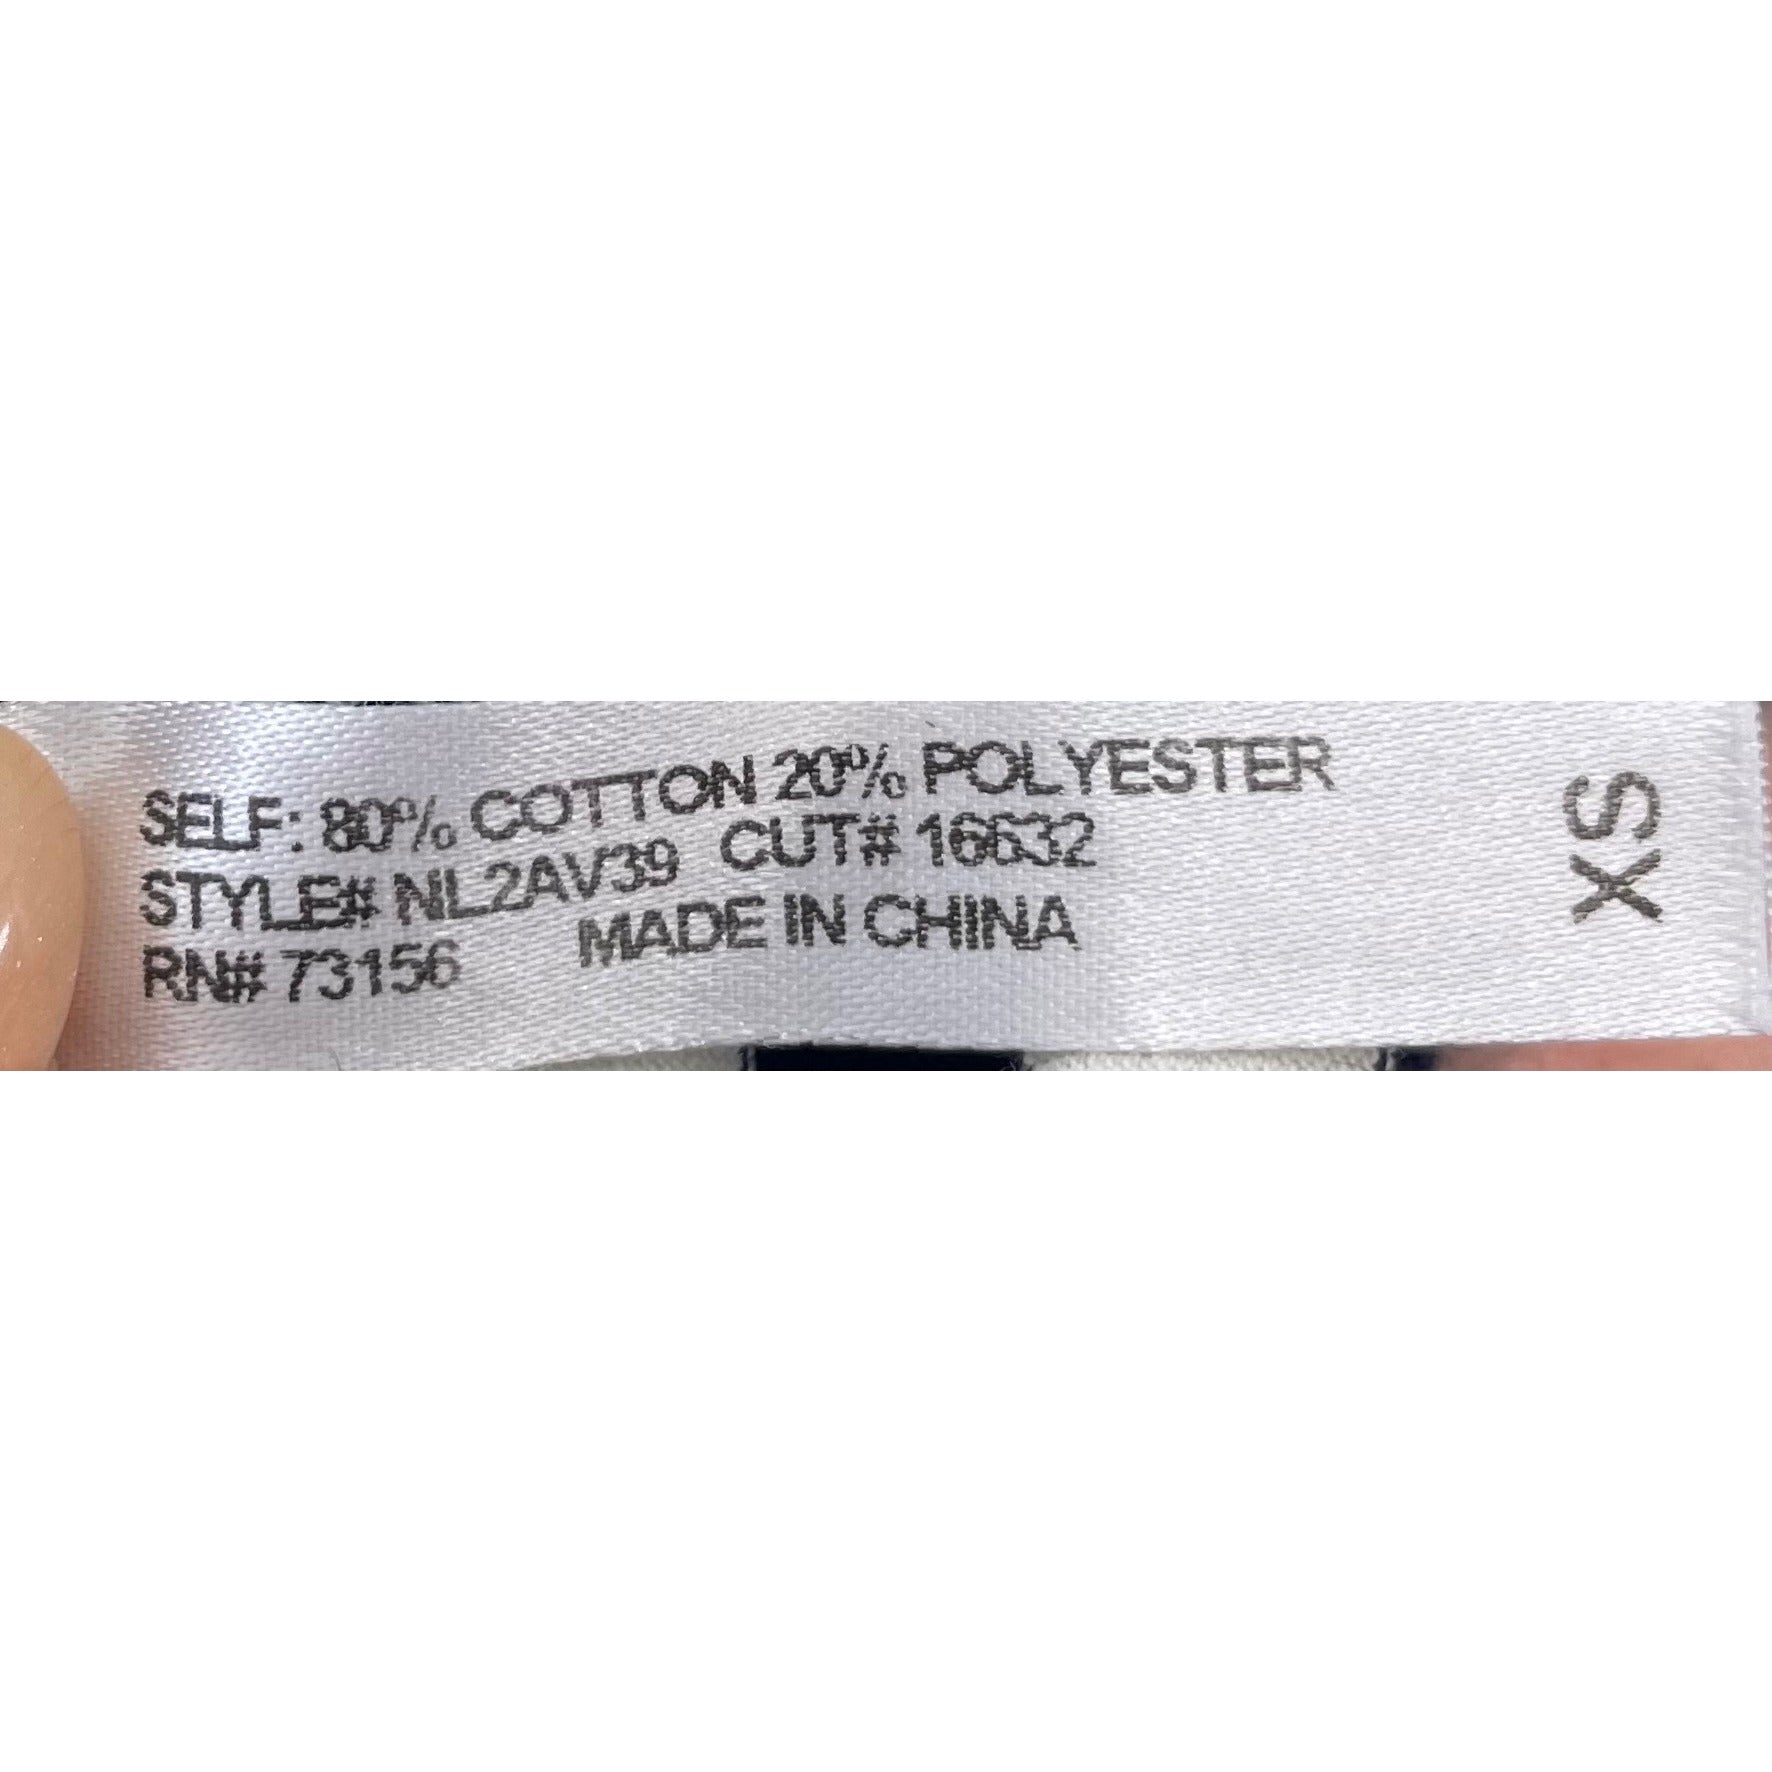 SELF: 80% COTTON 20% POLYESTER
STYLE# NL2AV39 CUT# 16632
RN# 73156 MADE IN CHINA
XS